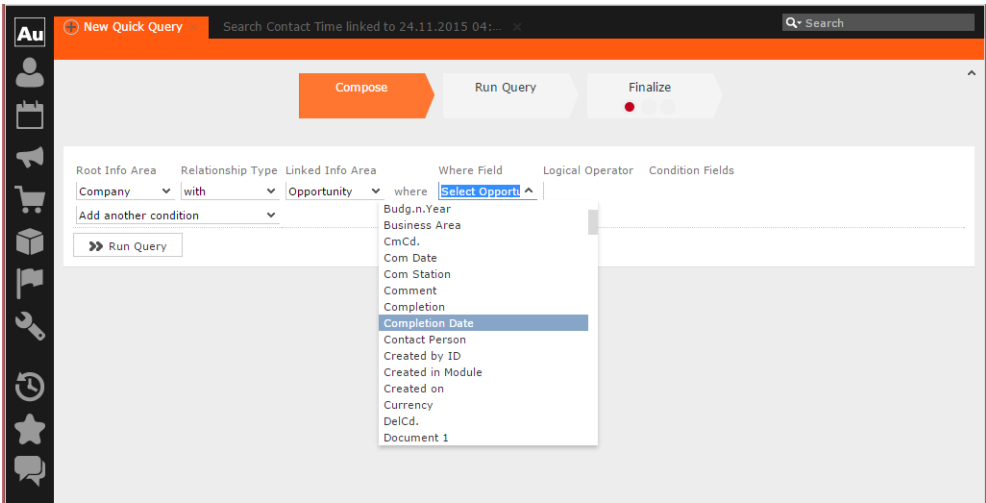 Au
New Quick Query
Search Contact Time linked to 24.11.2015 04:...
Search
Compose
Run Query
Finalize
Root Info Area Relationship Type Linked Info Area Where Field Logical Operator Condition Fields
Company with Opportunity where Select Opportu
Add another condition
Run Query
Budg.n.Year
Business Area
CmCd.
Com Date
Com Station
Comment
Completion
Completion Date
Contact Person
Created by ID
Created in Module
Created on
Currency
DelCd.
Document 1